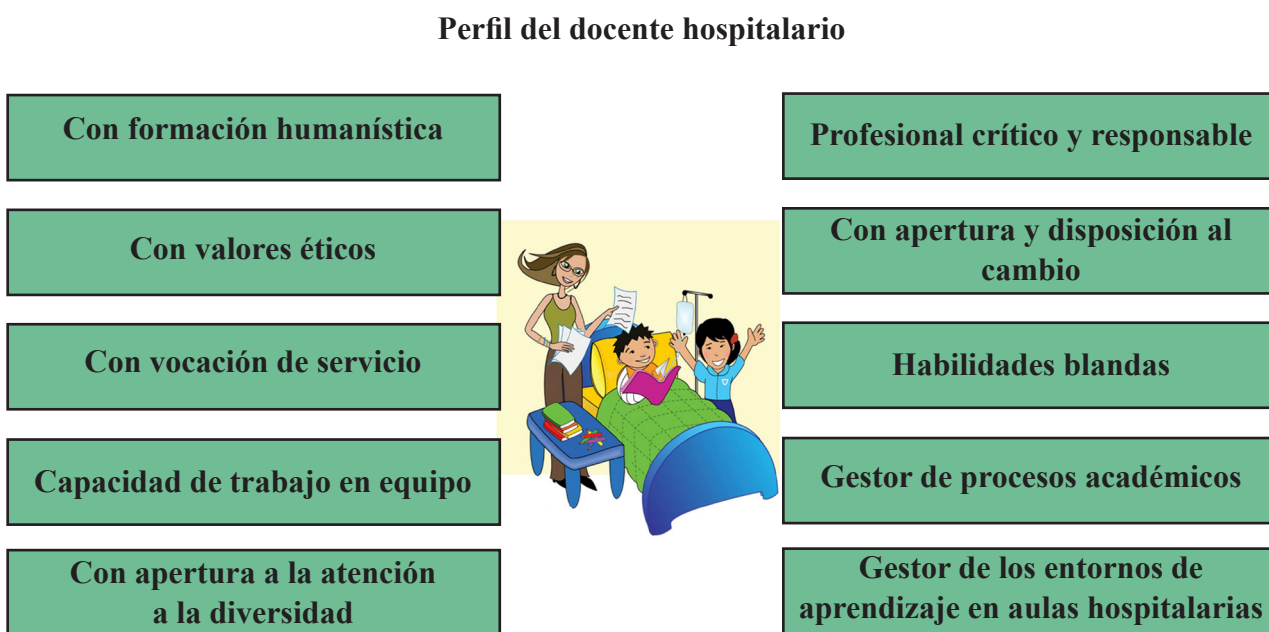 Perfil del docente hospitalario
Con formación humanística
Con valores éticos
Con vocación de servicio
Capacidad de trabajo en equipo
Con apertura a la atención
a la diversidad
Profesional crítico y responsable
Con apertura y disposición al
cambio
Habilidades blandas
Gestor de procesos académicos
Gestor de los entornos de
aprendizaje en aulas hospitalarias